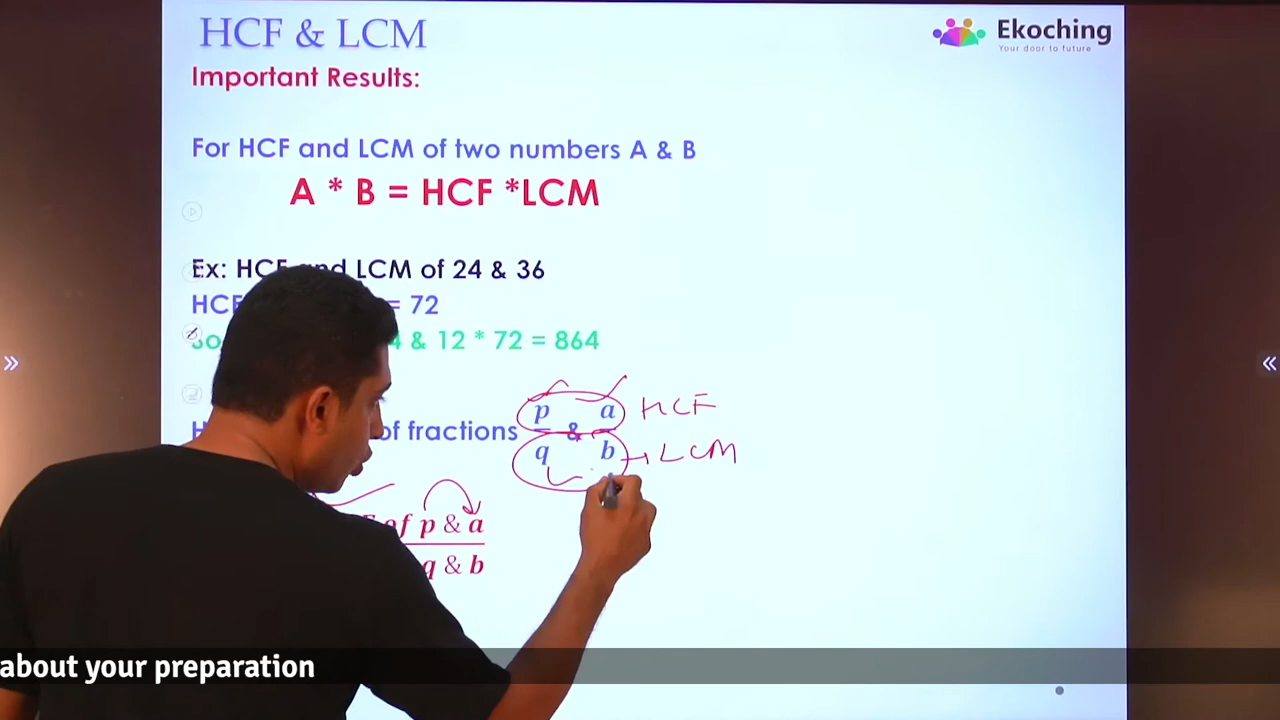 HCF & LCM
Ekoching
Your door to future
Important Results:
For HCF and LCM of two numbers A & B
A * B = HCF *LCM
Ex: HCF and LCM of 24 & 36
= 72
& 12 * 72 = 864
p a HCF
of fractions &
q b → LCM
of p & a
q & b
about your preparation